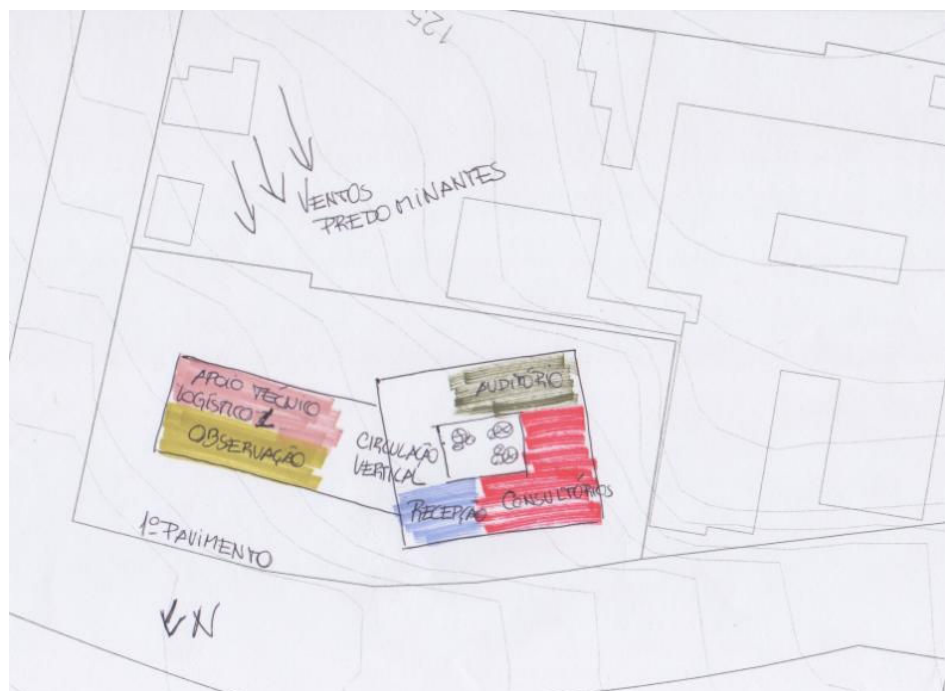 125
VENTOS
PREDOMINANTES
APOIO TÉCNICO
LOGÍSTICO
OBSERVAÇÃO
AUDITÓRIO
CIRCULAÇÃO
VERTICAL
RECEPÇÃO
CONSULTÓRIOS
1º PAVIMENTO
N